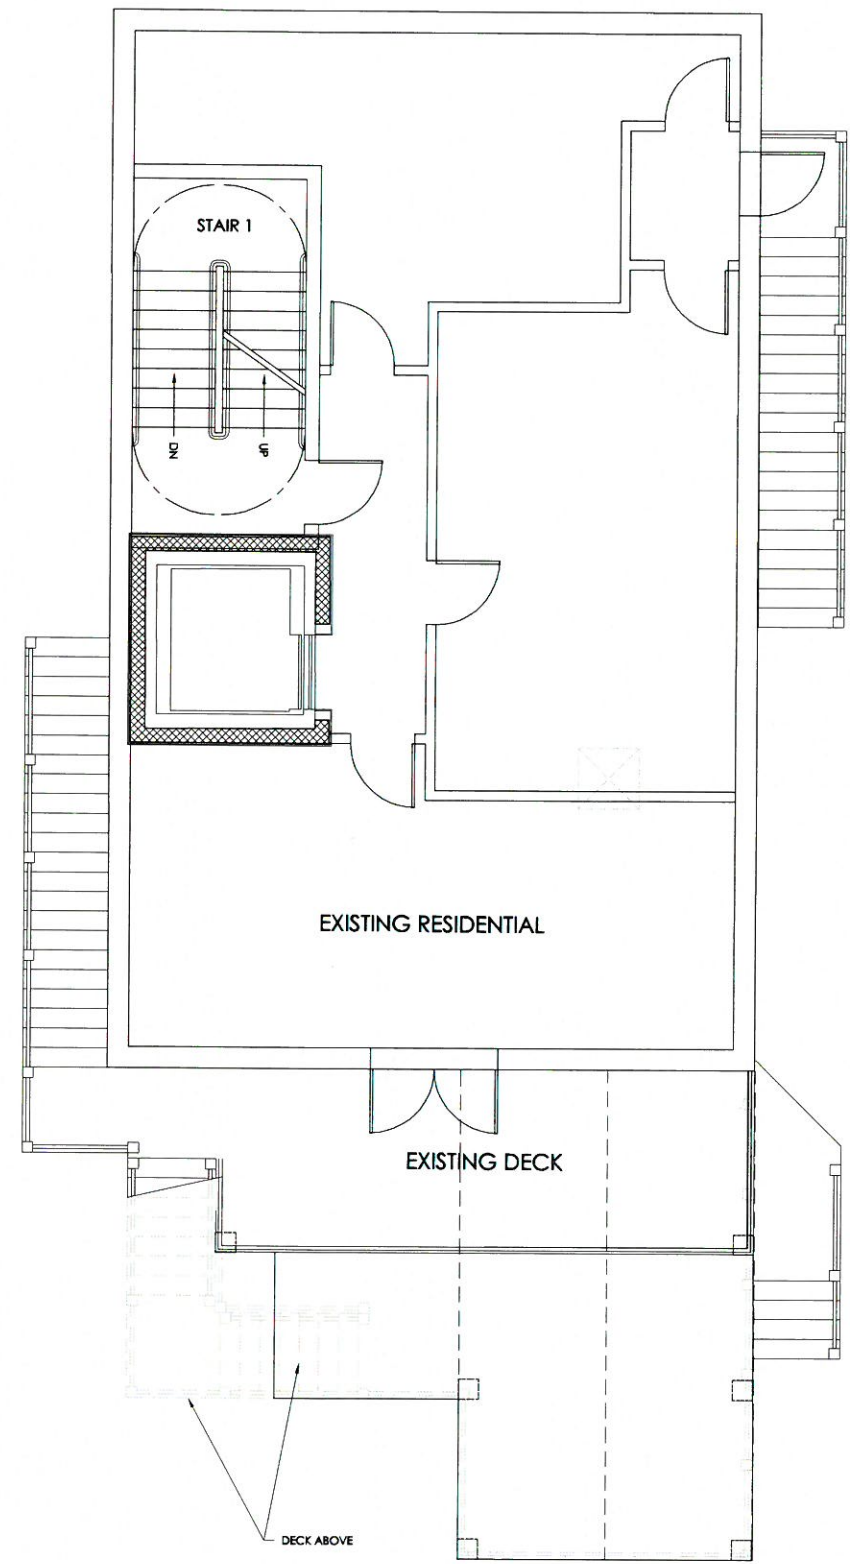 STAIR 1
DN
UP
EXISTING RESIDENTIAL
EXISTING DECK
DECK ABOVE